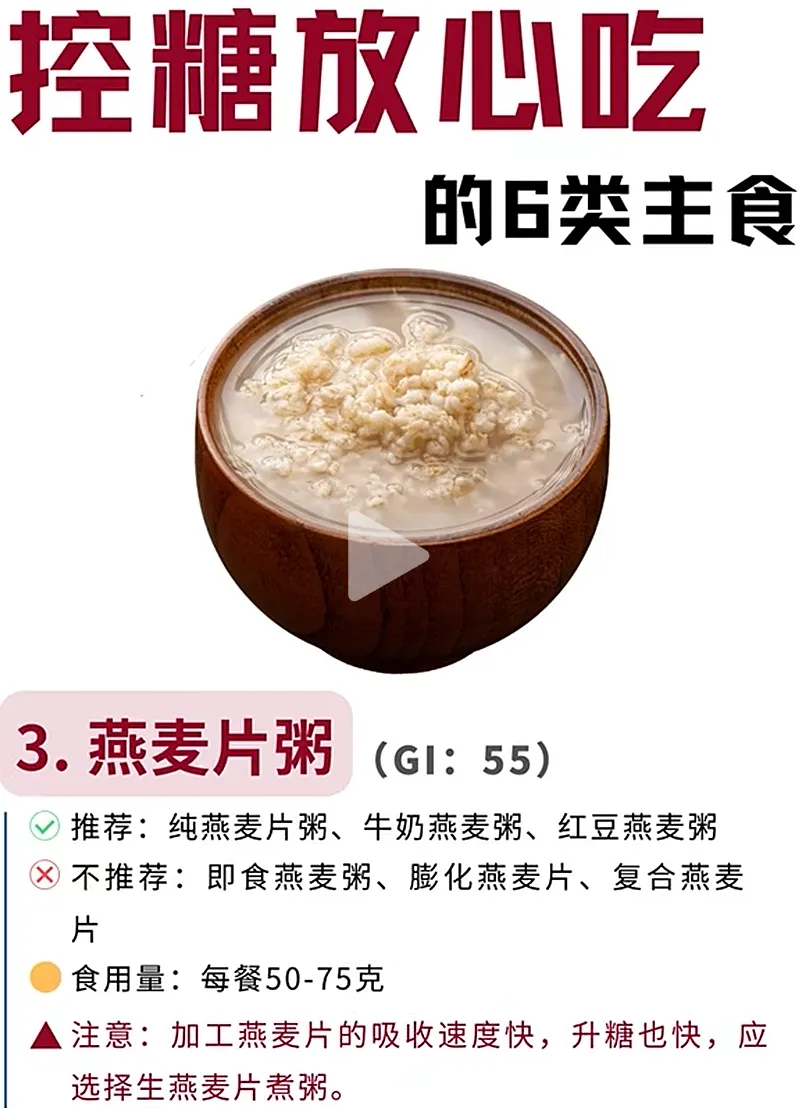 控糖放心吃
的6类主食
3. 燕麦片粥（GI：55）
推荐：纯燕麦片粥、牛奶燕麦粥、红豆燕麦粥
不推荐：即食燕麦粥、膨化燕麦片、复合燕麦
片
食用量：每餐50-75克
注意：加工燕麦片的吸收速度快，升糖也快，应
选择生燕麦片煮粥。